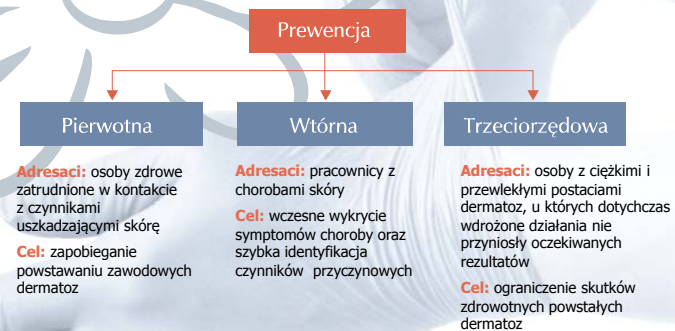 Prewencja
Pierwotna
Adresaci: osoby zdrowe
zatrudnione w kontakcie
z czynnikami
uszkadzającymi skórę
Cel: zapobieganie
powstawaniu zawodowych
dermatoz
Wtórna
Adresaci: pracownicy z
chorobami skóry
Cel: wczesne wykrycie
symptomów choroby oraz
szybka identyfikacja
czynników przyczynowych
Trzeciorzędowa
Adresaci: osoby z ciężkimi i
przewlekłymi postaciami
dermatoz, u których dotychczas
wdrożone działania nie
przyniosły oczekiwanych
rezultatów
Cel: ograniczenie skutków
zdrowotnych powstałych
dermatoz